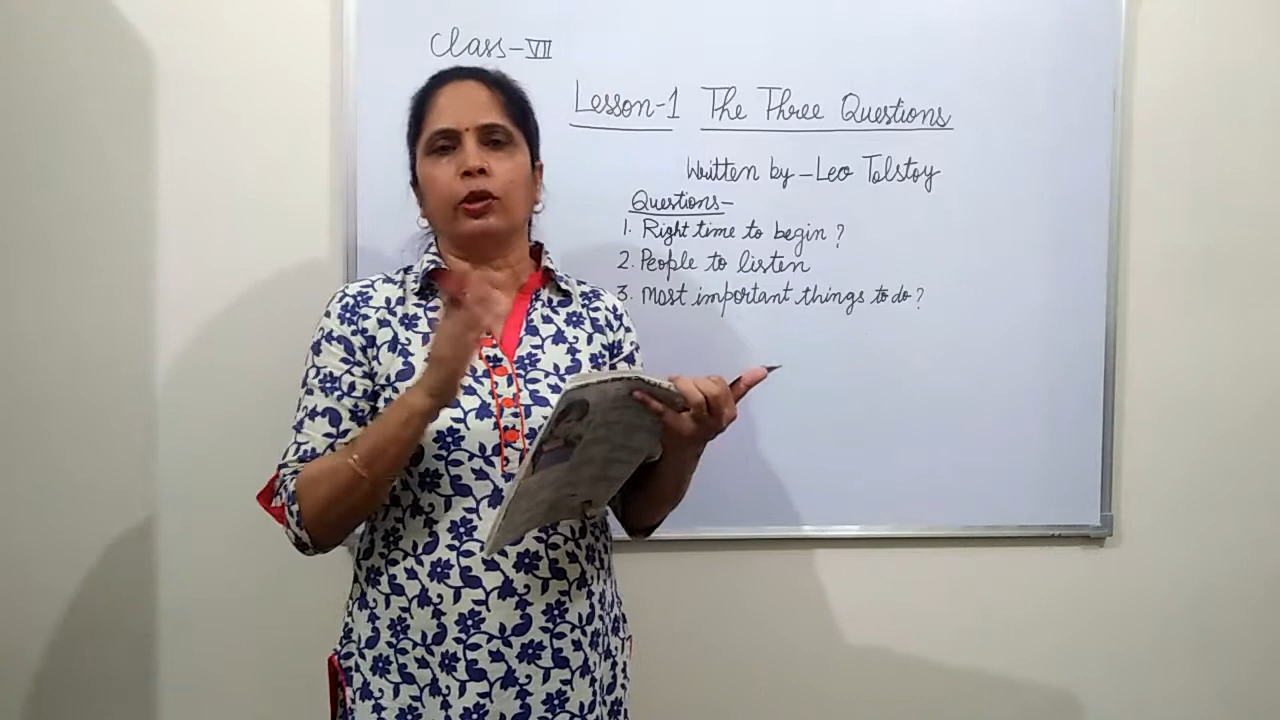 Class-VII
Lesson-1 The Three Questions
Written by - Leo Tolstoy
Questions-
1. Right time to begin?
2. People to listen
3. Most important things to do?